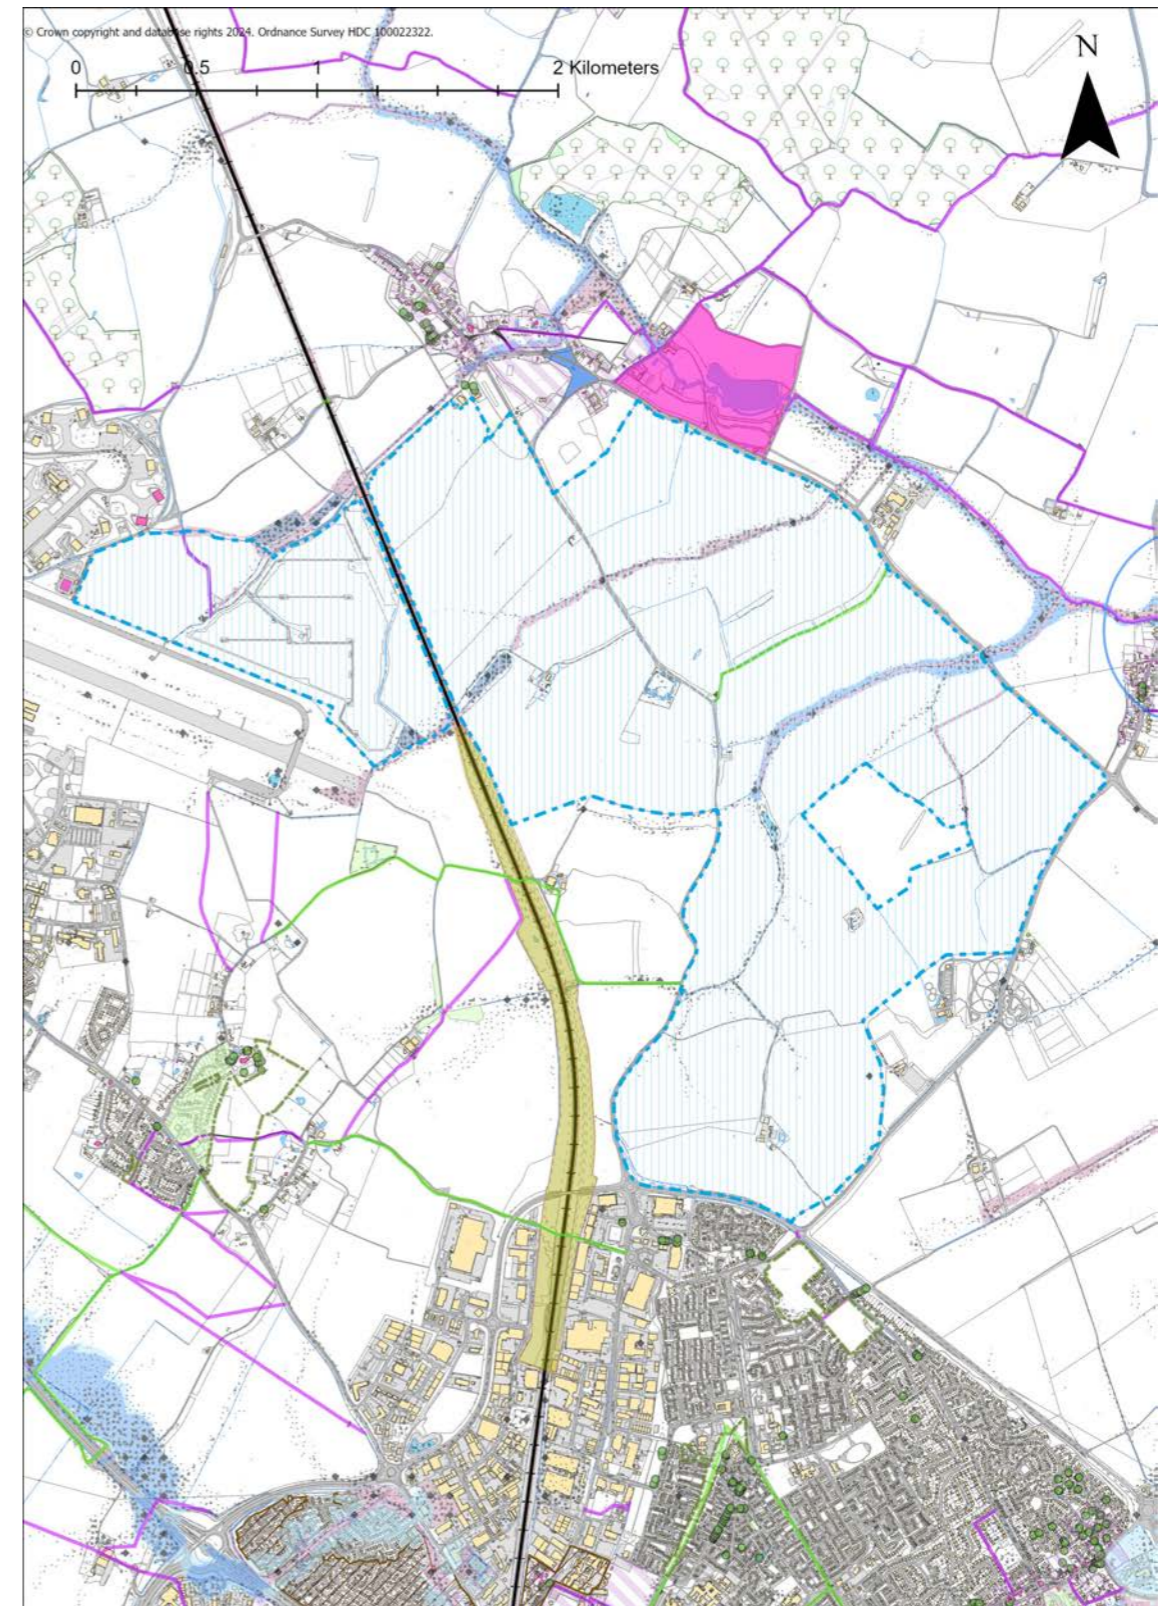 © Crown copyright and database rights 2024. Ordnance Survey HDC 100022322.
N
0 0.5 1 2 Kilometers